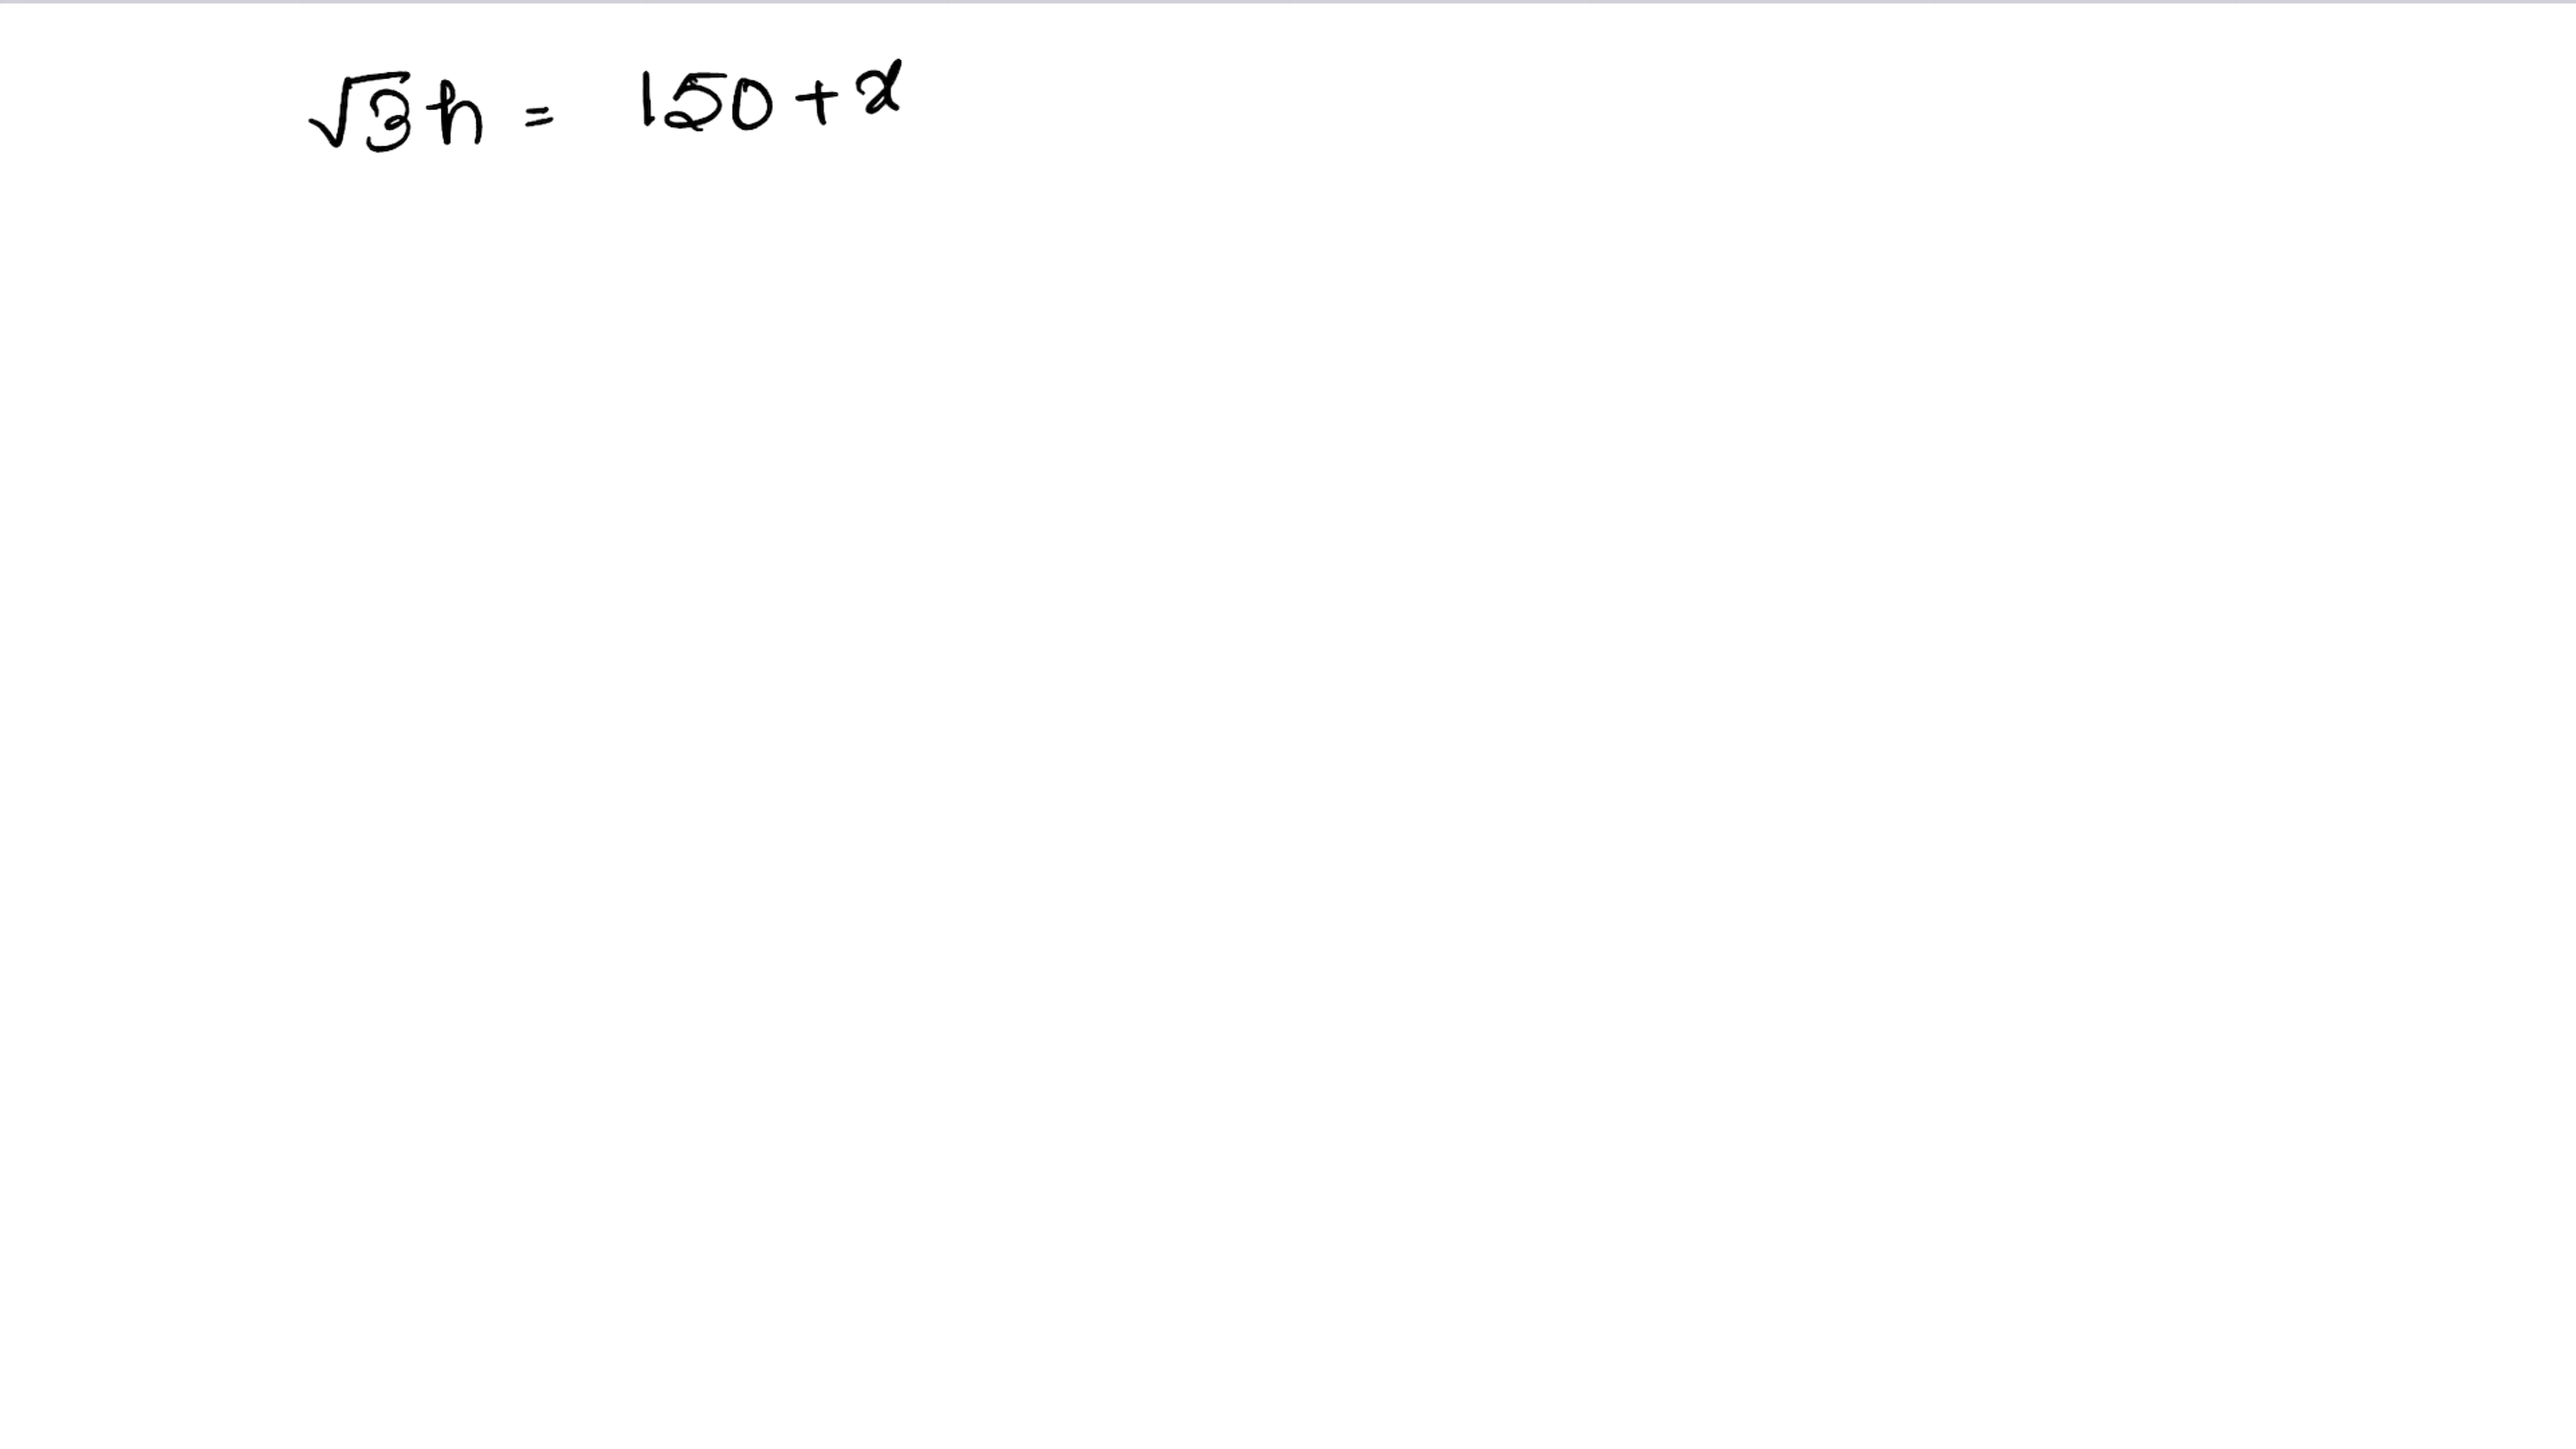 √3h = 150 + x